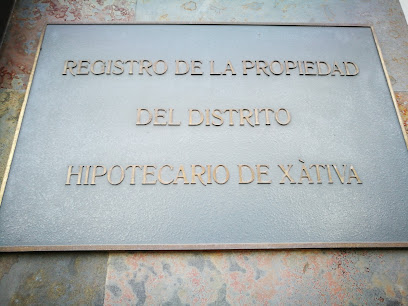 REGISTRO DE LA PROPIEDAD
DEL DISTRITO
HIPOTECARIO DE XÀTIVA